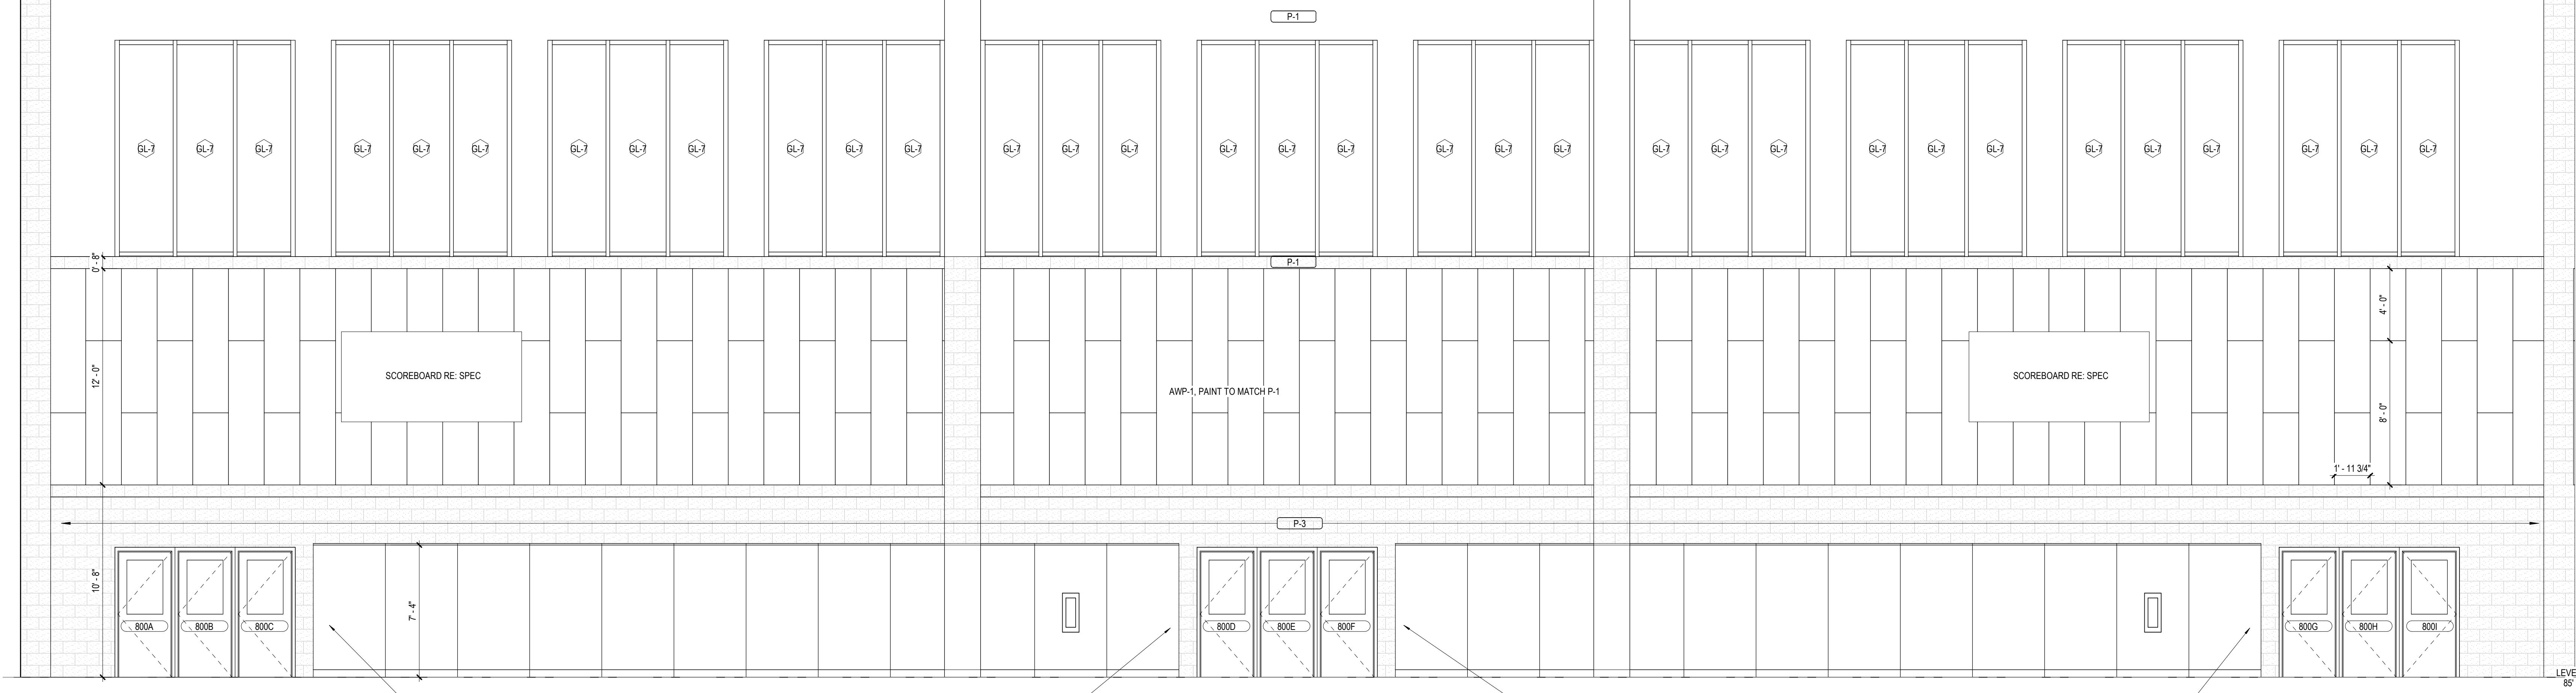 P-1
GL-7 GL-7 GL-7 GL-7 GL-7 GL-7 GL-7 GL-7 GL-7 GL-7 GL-7 GL-7 GL-7 GL-7 GL-7 GL-7 GL-7 GL-7 GL-7 GL-7 GL-7 GL-7 GL-7 GL-7 GL-7 GL-7 GL-7 GL-7 GL-7 GL-7 GL-7 GL-7 GL-7
0' - 8"
P-1
4' - 0"
12' - 0"
SCOREBOARD RE: SPEC
AWP-1, PAINT TO MATCH P-1
SCOREBOARD RE: SPEC
8' - 0"
1' - 11 3/4"
P-3
10' - 8"
7' - 4"
800A 800B 800C 800D 800E 800F 800G 800H 800I
LEVE
85'